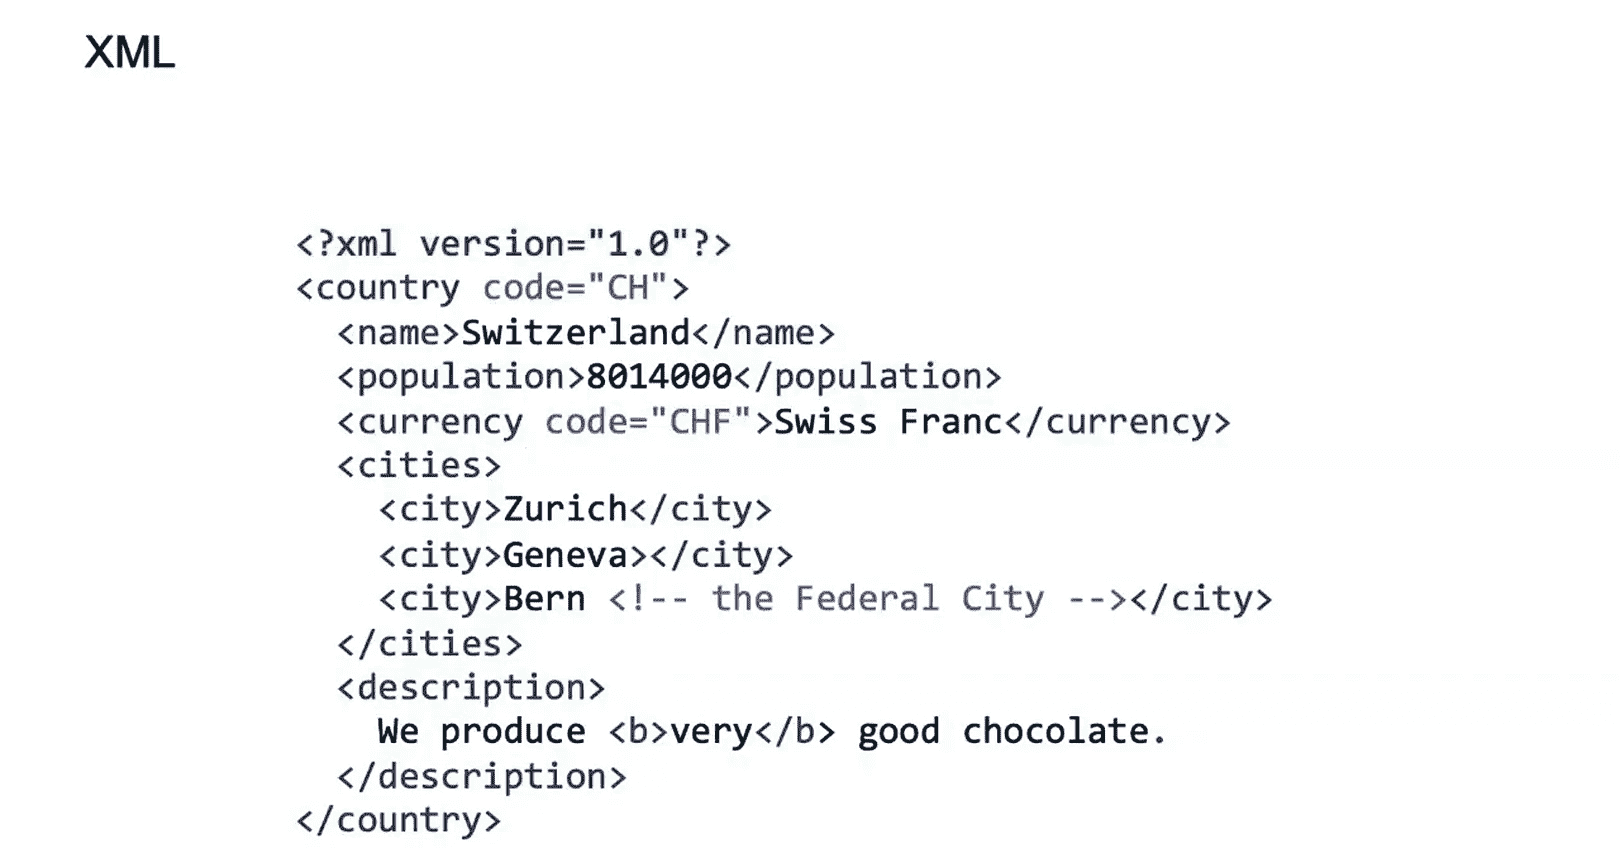 XML
<?xml version="1.0"?>
<country code="CH">
<name>Switzerland</name>
<population>8014000</population>
<currency code="CHF">Swiss Franc</currency>
<cities>
<city>Zurich</city>
<city>Geneva></city>
<city>Bern <!-- the Federal City --></city>
</cities>
<description>
We produce <b>very</b> good chocolate.
</description>
</country>